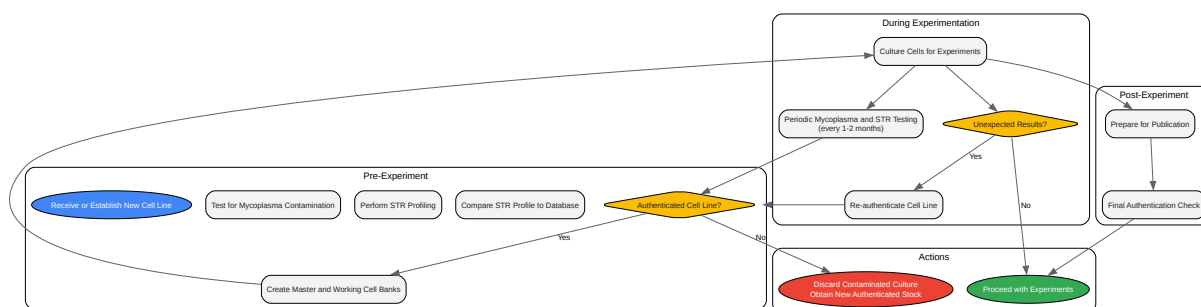 During Experimentation
Culture Cells for Experiments
Periodic Mycoplasma and STR Testing
(every 1-2 months)
Unexpected Results?
Yes
Re-authenticate Cell Line
No
Post-Experiment
Prepare for Publication
Final Authentication Check
Pre-Experiment
Receive or Establish New Cell Line
Test for Mycoplasma Contamination
Perform STR Profiling
Compare STR Profile to Database
Authenticated Cell Line?
Yes
No
Create Master and Working Cell Banks
Actions
Discard Contaminated Culture
Obtain New Authenticated Stock
Proceed with Experiments